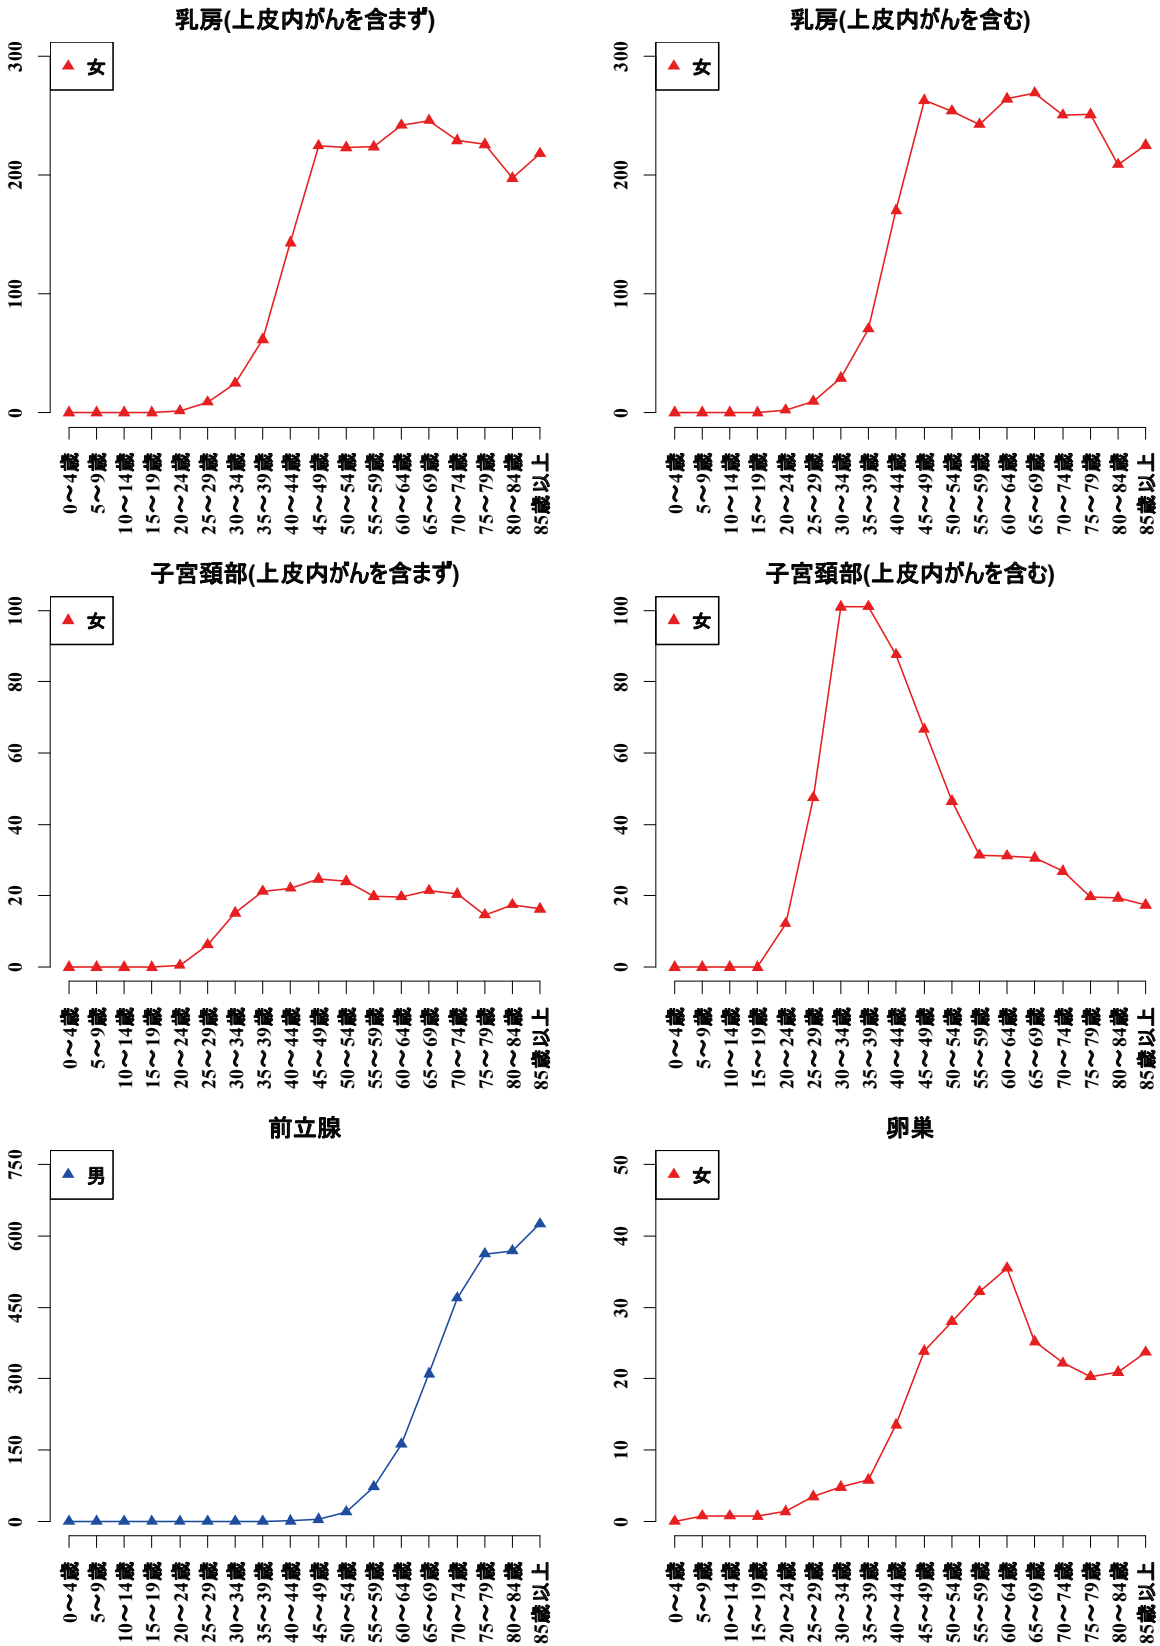 乳房(上皮内がんを含まず)
女
300
200
100
0
0〜4歳
5〜9歳
10〜14歳
15〜19歳
20〜24歳
25〜29歳
30〜34歳
35〜39歳
40〜44歳
45〜49歳
50〜54歳
55〜59歳
60〜64歳
65〜69歳
70〜74歳
75〜79歳
80〜84歳
85歳以上
乳房(上皮内がんを含む)
女
300
200
100
0
0〜4歳
5〜9歳
10〜14歳
15〜19歳
20〜24歳
25〜29歳
30〜34歳
35〜39歳
40〜44歳
45〜49歳
50〜54歳
55〜59歳
60〜64歳
65〜69歳
70〜74歳
75〜79歳
80〜84歳
85歳以上
子宮頚部(上皮内がんを含まず)
女
100
80
60
40
20
0
0〜4歳
5〜9歳
10〜14歳
15〜19歳
20〜24歳
25〜29歳
30〜34歳
35〜39歳
40〜44歳
45〜49歳
50〜54歳
55〜59歳
60〜64歳
65〜69歳
70〜74歳
75〜79歳
80〜84歳
85歳以上
子宮頚部(上皮内がんを含む)
女
100
80
60
40
20
0
0〜4歳
5〜9歳
10〜14歳
15〜19歳
20〜24歳
25〜29歳
30〜34歳
35〜39歳
40〜44歳
45〜49歳
50〜54歳
55〜59歳
60〜64歳
65〜69歳
70〜74歳
75〜79歳
80〜84歳
85歳以上
前立腺
男
750
600
450
300
150
0
0〜4歳
5〜9歳
10〜14歳
15〜19歳
20〜24歳
25〜29歳
30〜34歳
35〜39歳
40〜44歳
45〜49歳
50〜54歳
55〜59歳
60〜64歳
65〜69歳
70〜74歳
75〜79歳
80〜84歳
85歳以上
卵巣
女
50
40
30
20
10
0
0〜4歳
5〜9歳
10〜14歳
15〜19歳
20〜24歳
25〜29歳
30〜34歳
35〜39歳
40〜44歳
45〜49歳
50〜54歳
55〜59歳
60〜64歳
65〜69歳
70〜74歳
75〜79歳
80〜84歳
85歳以上